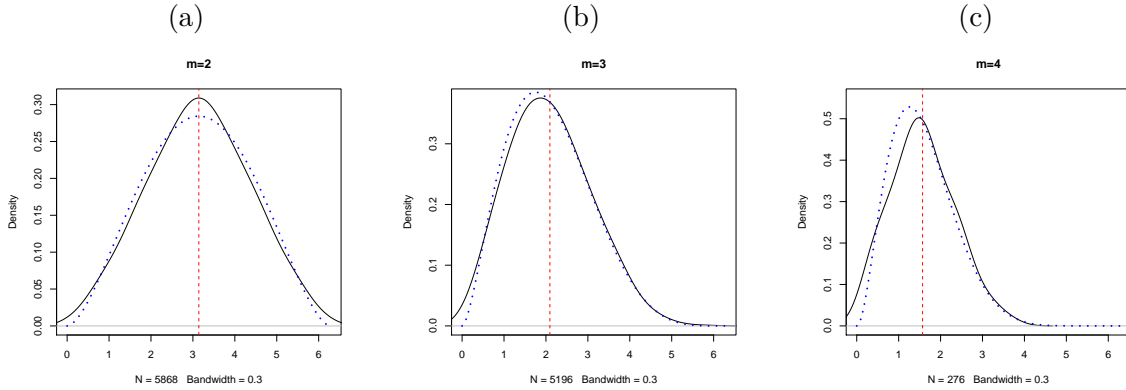 (a)
m=2
Density
0.30
0.25
0.20
0.15
0.10
0.05
0.00
0 1 2 3 4 5 6
N = 5868 Bandwidth = 0.3
(b)
m=3
Density
0.3
0.2
0.1
0.0
0 1 2 3 4 5 6
N = 5196 Bandwidth = 0.3
(c)
m=4
Density
0.5
0.4
0.3
0.2
0.1
0.0
0 1 2 3 4 5 6
N = 276 Bandwidth = 0.3